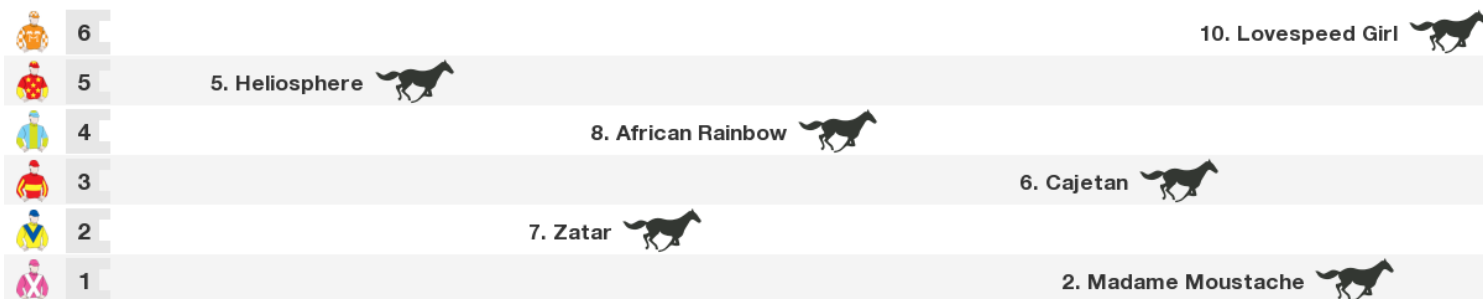 6 10. Lovespeed Girl
5 5. Heliosphere
4 8. African Rainbow
3 6. Cajetan
2 7. Zatar
1 2. Madame Moustache